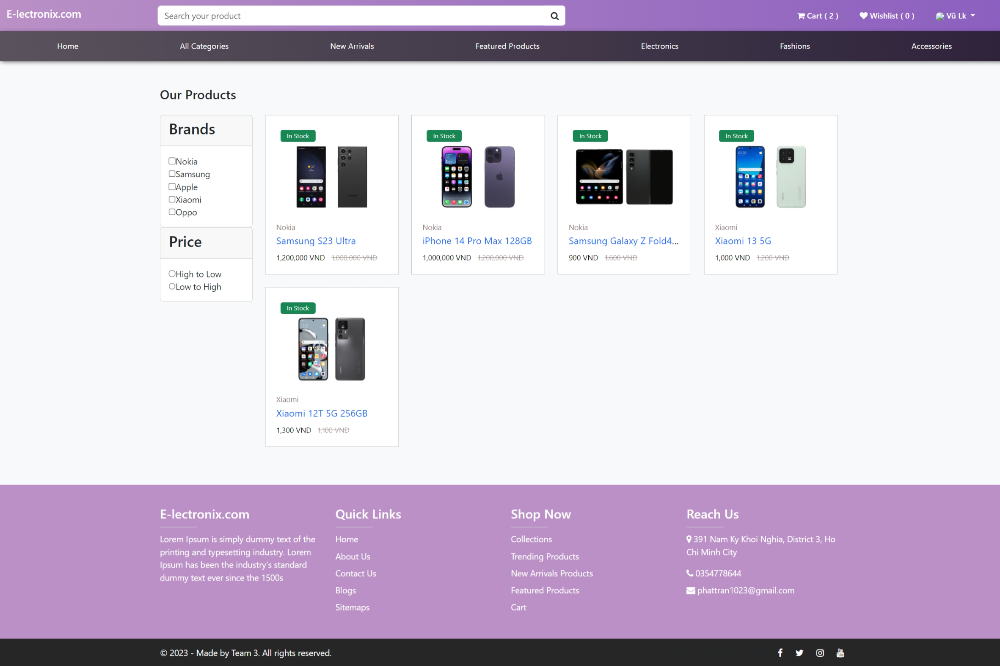 E-lectronix.com
Search your product
Cart ( 2 )
Wishlist ( 0 )
Vũ Lk
Home
All Categories
New Arrivals
Featured Products
Electronics
Fashions
Accessories
Our Products
Brands
Nokia
Samsung
Apple
Xiaomi
Oppo
Price
High to Low
Low to High
In Stock
Nokia
Samsung S23 Ultra
1,200,000 VND 1,000,000 VND
In Stock
Nokia
iPhone 14 Pro Max 128GB
1,000,000 VND 1,200,000 VND
In Stock
Nokia
Samsung Galaxy Z Fold4...
900 VND 1,600 VND
In Stock
03:00
Xiaomi
Xiaomi 13 5G
1,000 VND 1,200 VND
In Stock
Xiaomi
Xiaomi 12T 5G 256GB
1,300 VND 1,100 VND
E-lectronix.com
Lorem Ipsum is simply dummy text of the
printing and typesetting industry. Lorem
Ipsum has been the industry's standard
dummy text ever since the 1500s
Quick Links
Home
About Us
Contact Us
Blogs
Sitemaps
Shop Now
Collections
Trending Products
New Arrivals Products
Featured Products
Cart
Reach Us
391 Nam Ky Khoi Nghia, District 3, Ho
Chi Minh City
0354778644
phattran1023@gmail.com
© 2023 - Made by Team 3. All rights reserved.